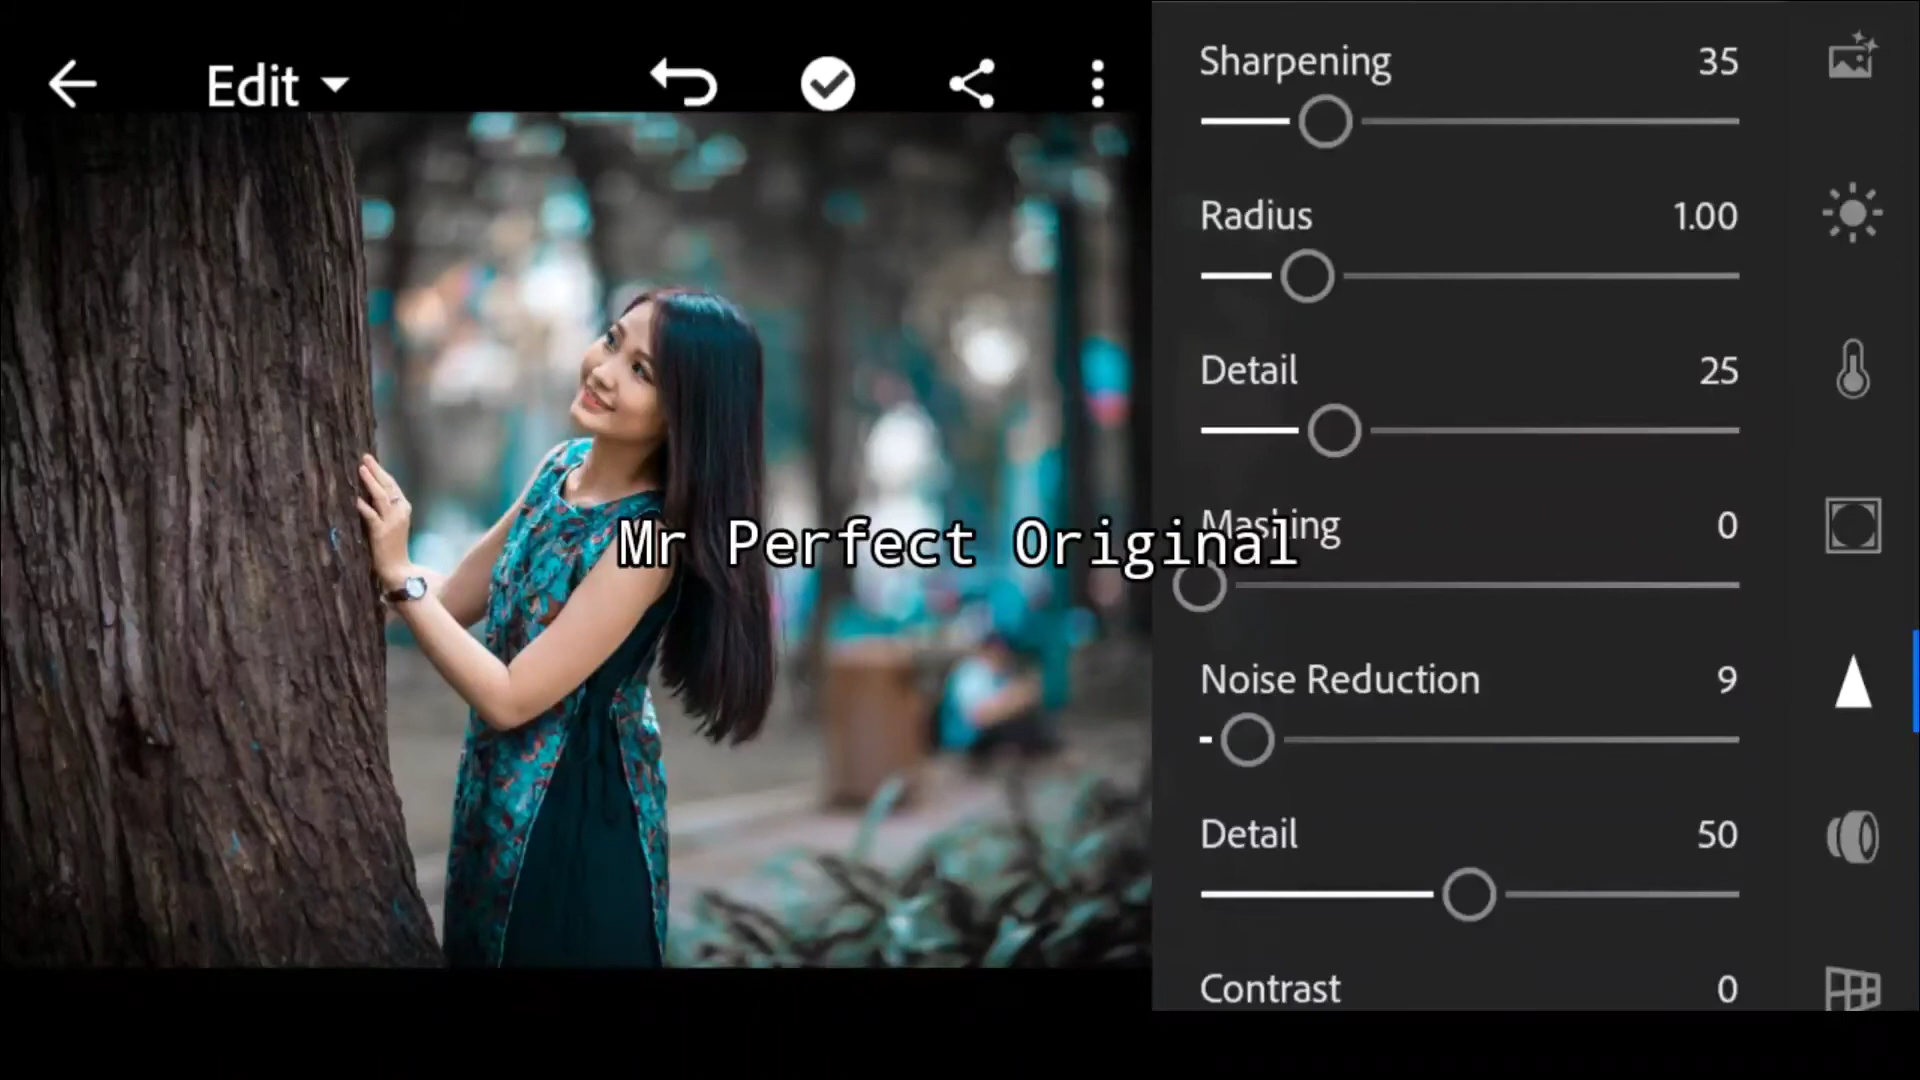 Edit
Sharpening 35
Radius 1.00
Detail 25
Masking 0
Mr Perfect Original
Noise Reduction 9
Detail 50
Contrast 0